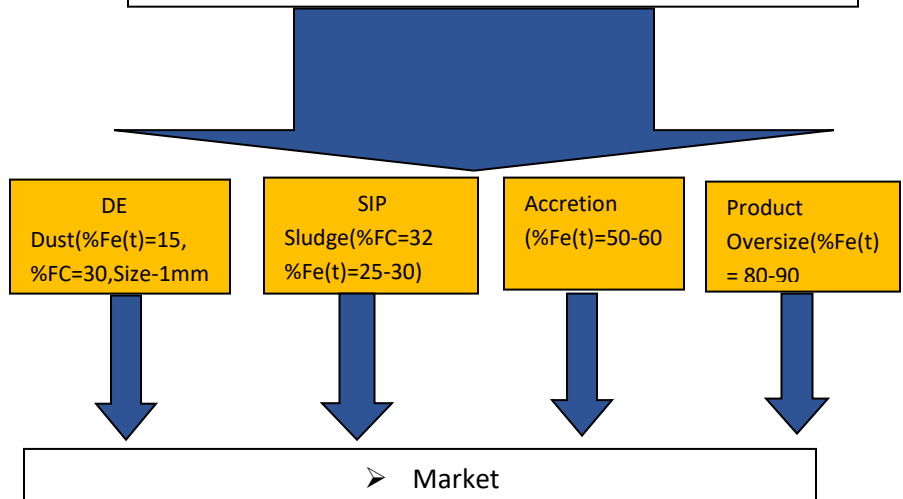 DE
Dust(%Fe(t)=15,
%FC=30,Size-1mm
SIP
Sludge(%FC=32
%Fe(t)=25-30)
Accretion
(%Fe(t)=50-60
Product
Oversize(%Fe(t)
= 80-90
➢ Market